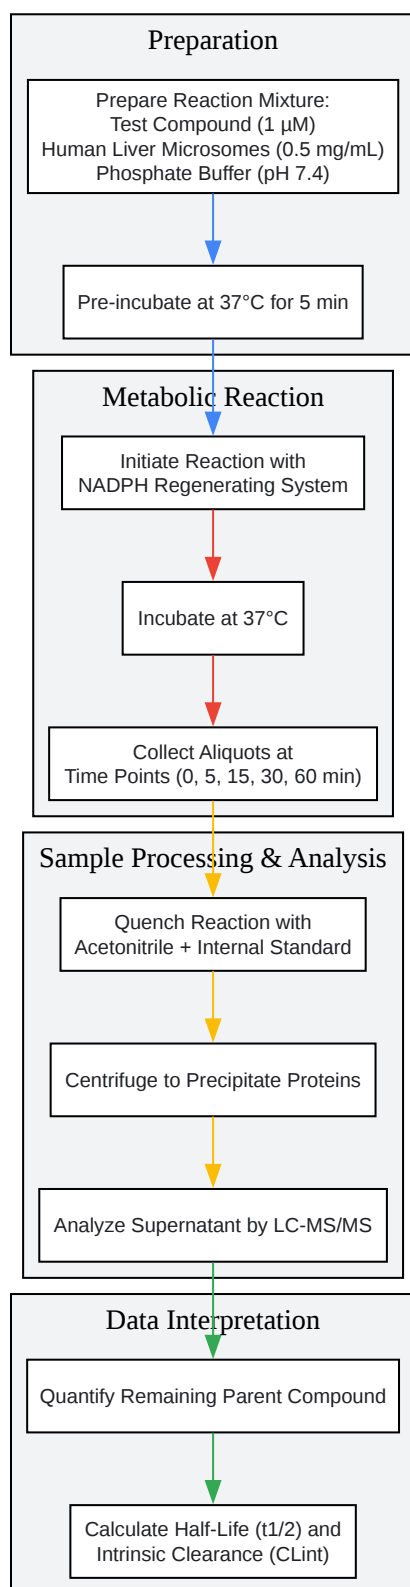 Preparation
Prepare Reaction Mixture:
Test Compound (1 µM)
Human Liver Microsomes (0.5 mg/mL)
Phosphate Buffer (pH 7.4)
Pre-incubate at 37°C for 5 min
Metabolic Reaction
Initiate Reaction with
NADPH Regenerating System
Incubate at 37°C
Collect Aliquots at
Time Points (0, 5, 15, 30, 60 min)
Sample Processing & Analysis
Quench Reaction with
Acetonitrile + Internal Standard
Centrifuge to Precipitate Proteins
Analyze Supernatant by LC-MS/MS
Data Interpretation
Quantify Remaining Parent Compound
Calculate Half-Life (t1/2) and
Intrinsic Clearance (CLint)